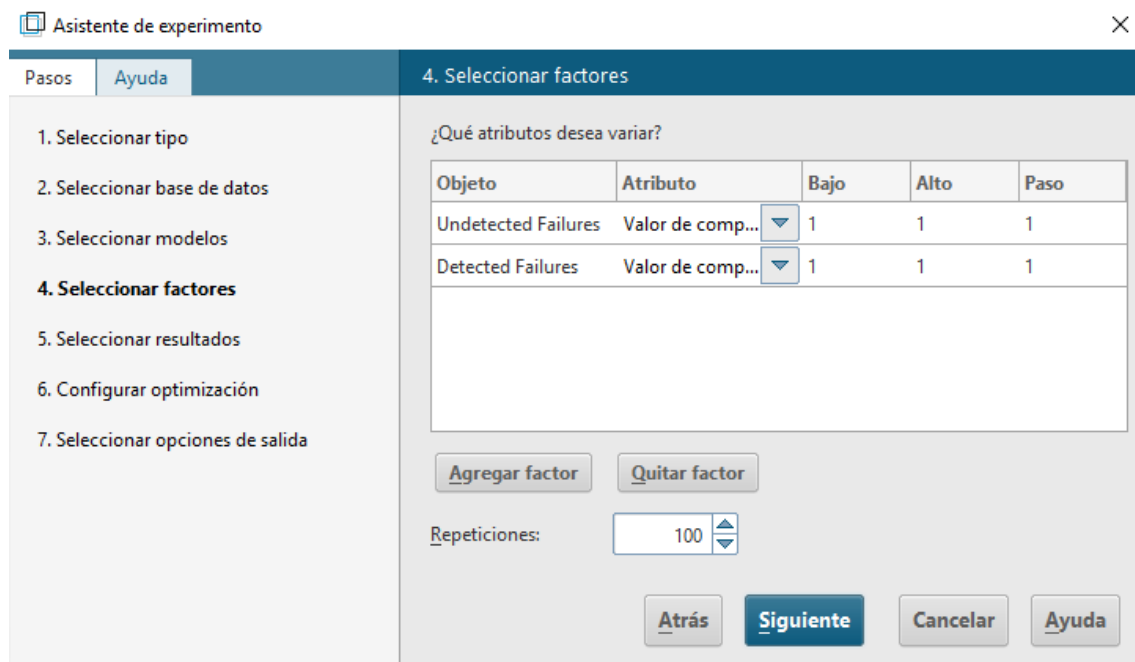 Asistente de experimento
Pasos Ayuda
1. Seleccionar tipo
2. Seleccionar base de datos
3. Seleccionar modelos
4. Seleccionar factores
5. Seleccionar resultados
6. Configurar optimización
7. Seleccionar opciones de salida
4. Seleccionar factores
¿Qué atributos desea variar?
Objeto Atributo Bajo Alto Paso
Undetected Failures Valor de comp... 1 1 1
Detected Failures Valor de comp... 1 1 1
Agregar factor Quitar factor
Repeticiones: 100
Atrás Siguiente Cancelar Ayuda